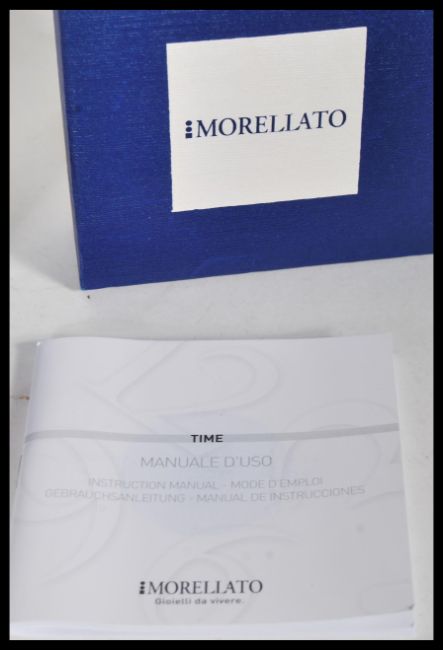 MORELLATO
TIME
MANUALE D'USO
INSTRUCTION MANUAL - MODE D'EMPLOI
GEBRAUCHSANLEITUNG - MANUAL DE INSTRUCCIONES
MORELLATO
Gioielli da vivere.